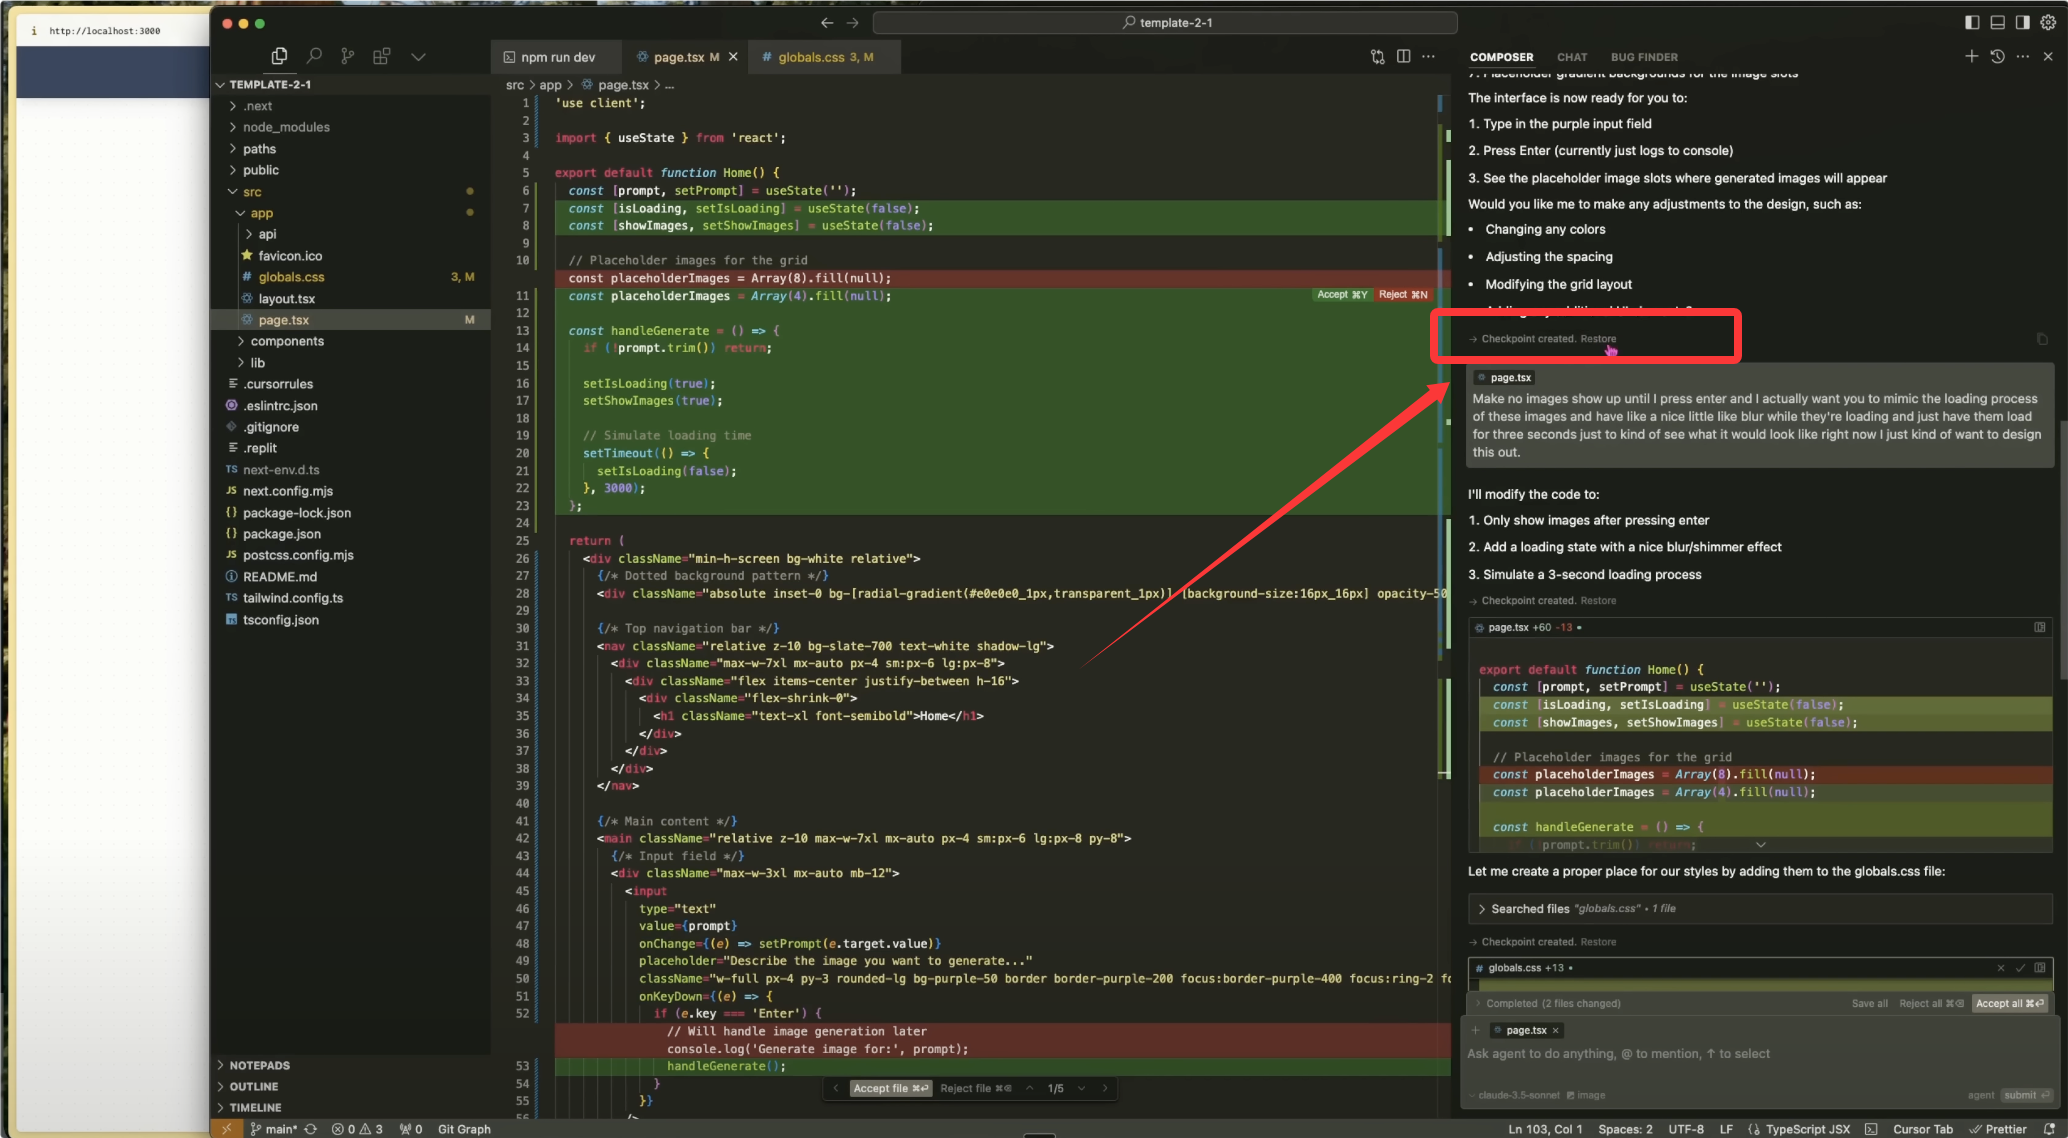 i http://localhost:3000
template-2-1
npm run dev
page.tsx M
# globals.css 3, M
src > app > page.tsx > ...
TEMPLATE-2-1
.next
node_modules
paths
public
src
app
api
favicon.ico
# globals.css 3, M
layout.tsx
page.tsx M
components
lib
.cursorrules
.eslintrc.json
.gitignore
.replit
TS next-env.d.ts
JS next.config.mjs
{} package-lock.json
{} package.json
JS postcss.config.mjs
README.md
TS tailwind.config.ts
tsconfig.json
NOTEPADS
OUTLINE
TIMELINE
1 'use client';
2
3 import { useState } from 'react';
4
5 export default function Home() {
6 const [prompt, setPrompt] = useState('');
7 const [isLoading, setIsLoading] = useState(false);
8 const [showImages, setShowImages] = useState(false);
9
10 // Placeholder images for the grid
const placeholderImages = Array(8).fill(null);
11 const placeholderImages = Array(4).fill(null);
Accept ⌘Y Reject ⌘N
12
13 const handleGenerate = () => {
14 if (!prompt.trim()) return;
15
16 setIsLoading(true);
17 setShowImages(true);
18
19 // Simulate loading time
20 setTimeout(() => {
21 setIsLoading(false);
22 }, 3000);
23 };
24
25 return (
26 <div className="min-h-screen bg-white relative">
27 {/* Dotted background pattern */}
28 <div className="absolute inset-0 bg-[radial-gradient(#e0e0e0_1px,transparent_1px)] [background-size:16px_16px] opacity-50
29
30 {/* Top navigation bar */}
31 <nav className="relative z-10 bg-slate-700 text-white shadow-lg">
32 <div className="max-w-7xl mx-auto px-4 sm:px-6 lg:px-8">
33 <div className="flex items-center justify-between h-16">
34 <div className="flex-shrink-0">
35 <h1 className="text-xl font-semibold">Home</h1>
36 </div>
37 </div>
38 </div>
39 </nav>
40
41 {/* Main content */}
42 <main className="relative z-10 max-w-7xl mx-auto px-4 sm:px-6 lg:px-8 py-8">
43 {/* Input field */}
44 <div className="max-w-3xl mx-auto mb-12">
45 <input
46 type="text"
47 value={prompt}
48 onChange={(e) => setPrompt(e.target.value)}
49 placeholder="Describe the image you want to generate..."
50 className="w-full px-4 py-3 rounded-lg bg-purple-50 border border-purple-200 focus:border-purple-400 focus:ring-2 fo
51 onKeyDown={(e) => {
52 if (e.key === 'Enter') {
// Will handle image generation later
console.log('Generate image for:', prompt);
53 handleGenerate();
54 }
55 }}
56 />
Accept file ⌘⏎ Reject file ⌘⌫ 1/5
COMPOSER CHAT BUG FINDER
7. Placeholder gradient backgrounds for the image slots
The interface is now ready for you to:
1. Type in the purple input field
2. Press Enter (currently just logs to console)
3. See the placeholder image slots where generated images will appear
Would you like me to make any adjustments to the design, such as:
• Changing any colors
• Adjusting the spacing
• Modifying the grid layout
Checkpoint created. Restore
page.tsx
Make no images show up until I press enter and I actually want you to mimic the loading process
of these images and have like a nice little like blur while they're loading and just have them load
for three seconds just to kind of see what it would look like right now I just kind of want to design
this out.
I'll modify the code to:
1. Only show images after pressing enter
2. Add a loading state with a nice blur/shimmer effect
3. Simulate a 3-second loading process
Checkpoint created. Restore
page.tsx +60 -13 •
export default function Home() {
const [prompt, setPrompt] = useState('');
const [isLoading, setIsLoading] = useState(false);
const [showImages, setShowImages] = useState(false);
// Placeholder images for the grid
const placeholderImages = Array(8).fill(null);
const placeholderImages = Array(4).fill(null);
const handleGenerate = () => {
if (!prompt.trim()) return;
Let me create a proper place for our styles by adding them to the globals.css file:
Searched files "globals.css" • 1 file
Checkpoint created. Restore
# globals.css +13 •
Completed (2 files changed) Save all Reject all ⌘⌫ Accept all ⌘⏎
+ page.tsx ×
Ask agent to do anything, @ to mention, ↑ to select
claude-3.5-sonnet image agent submit ⏎
main* 0 3 0 Git Graph
Ln 103, Col 1 Spaces: 2 UTF-8 LF TypeScript JSX Cursor Tab Prettier